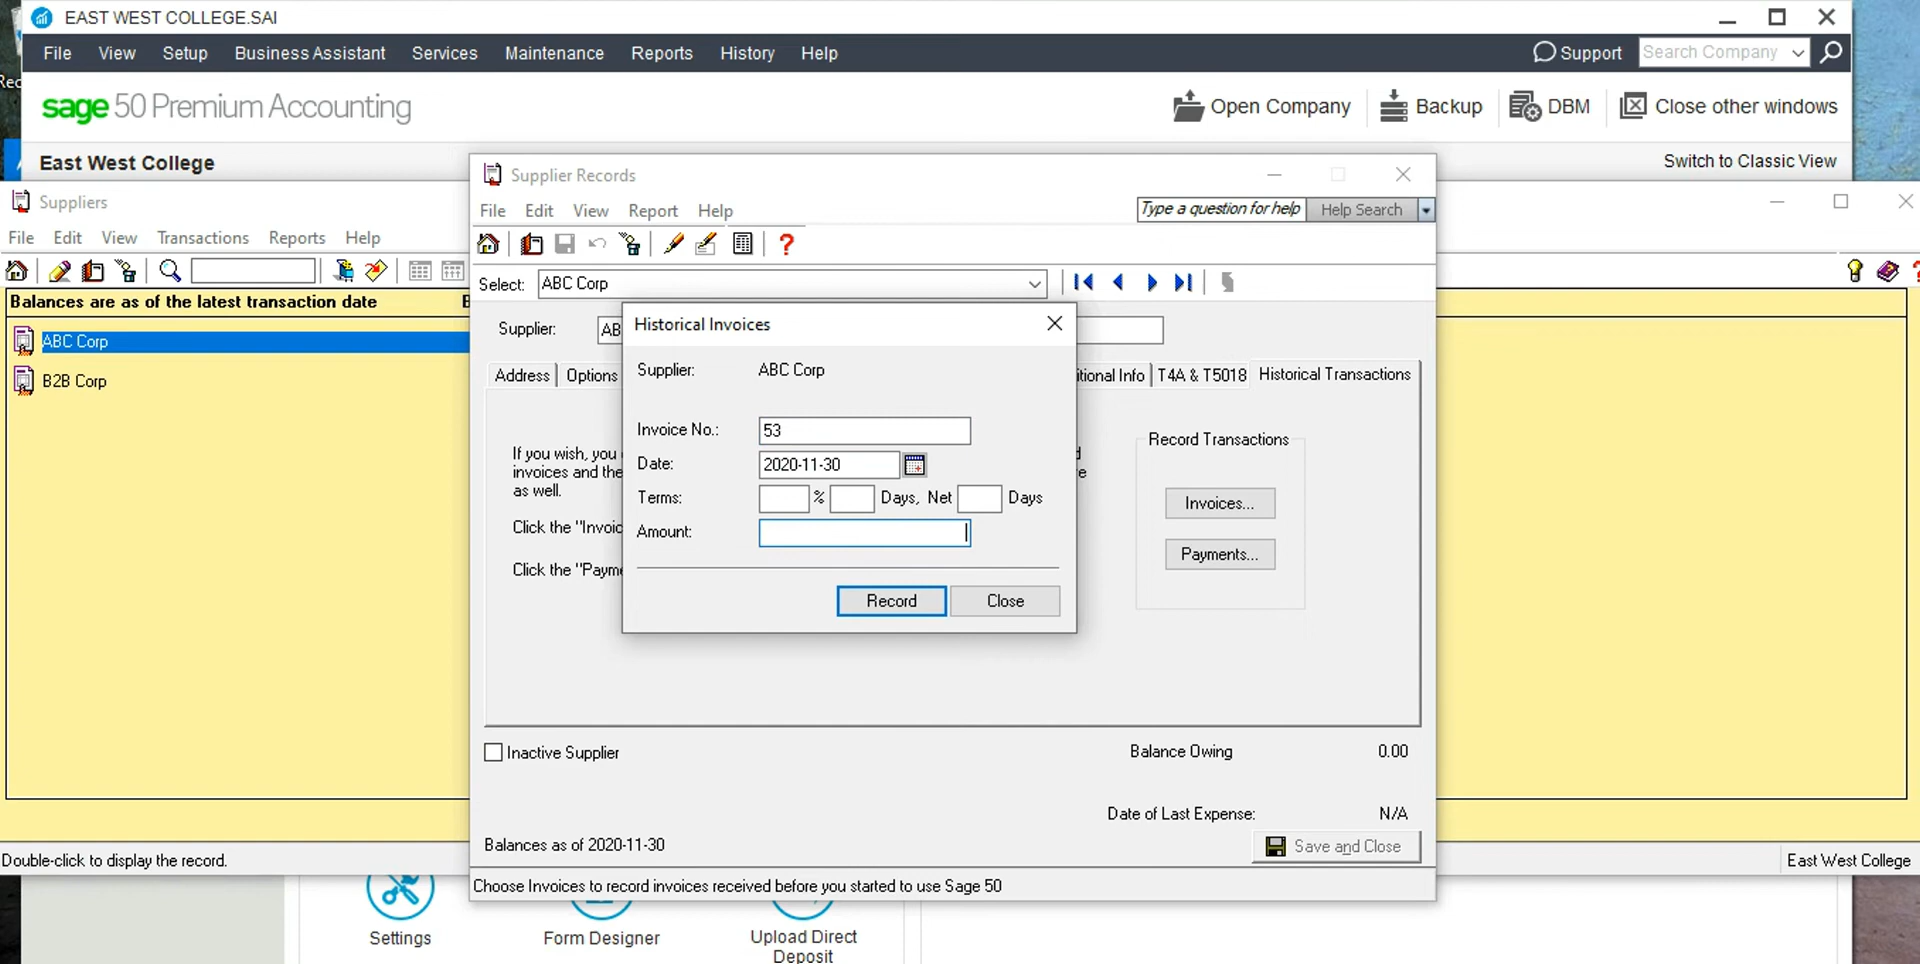 EAST WEST COLLEGE.SAI
File View Setup Business Assistant Services Maintenance Reports History Help
Support Search Company
sage 50 Premium Accounting
Open Company Backup DBM Close other windows
East West College
Switch to Classic View
Suppliers
File Edit View Transactions Reports Help
Balances are as of the latest transaction date
ABC Corp
B2B Corp
Double-click to display the record.
East West College
Supplier Records
File Edit View Report Help
Type a question for help Help Search
Select: ABC Corp
Supplier: AB
Address Options itional Info T4A & T5018 Historical Transactions
If you wish, you
invoices and the
as well.
Click the "Invoic
Click the "Payme
Record Transactions
Invoices...
Payments...
Historical Invoices
Supplier: ABC Corp
Invoice No.: 53
Date: 2020-11-30
Terms: % Days, Net Days
Amount:
Record Close
Inactive Supplier
Balance Owing 0.00
Date of Last Expense: N/A
Balances as of 2020-11-30
Save and Close
Choose Invoices to record invoices received before you started to use Sage 50
Settings
Form Designer
Upload Direct
Deposit